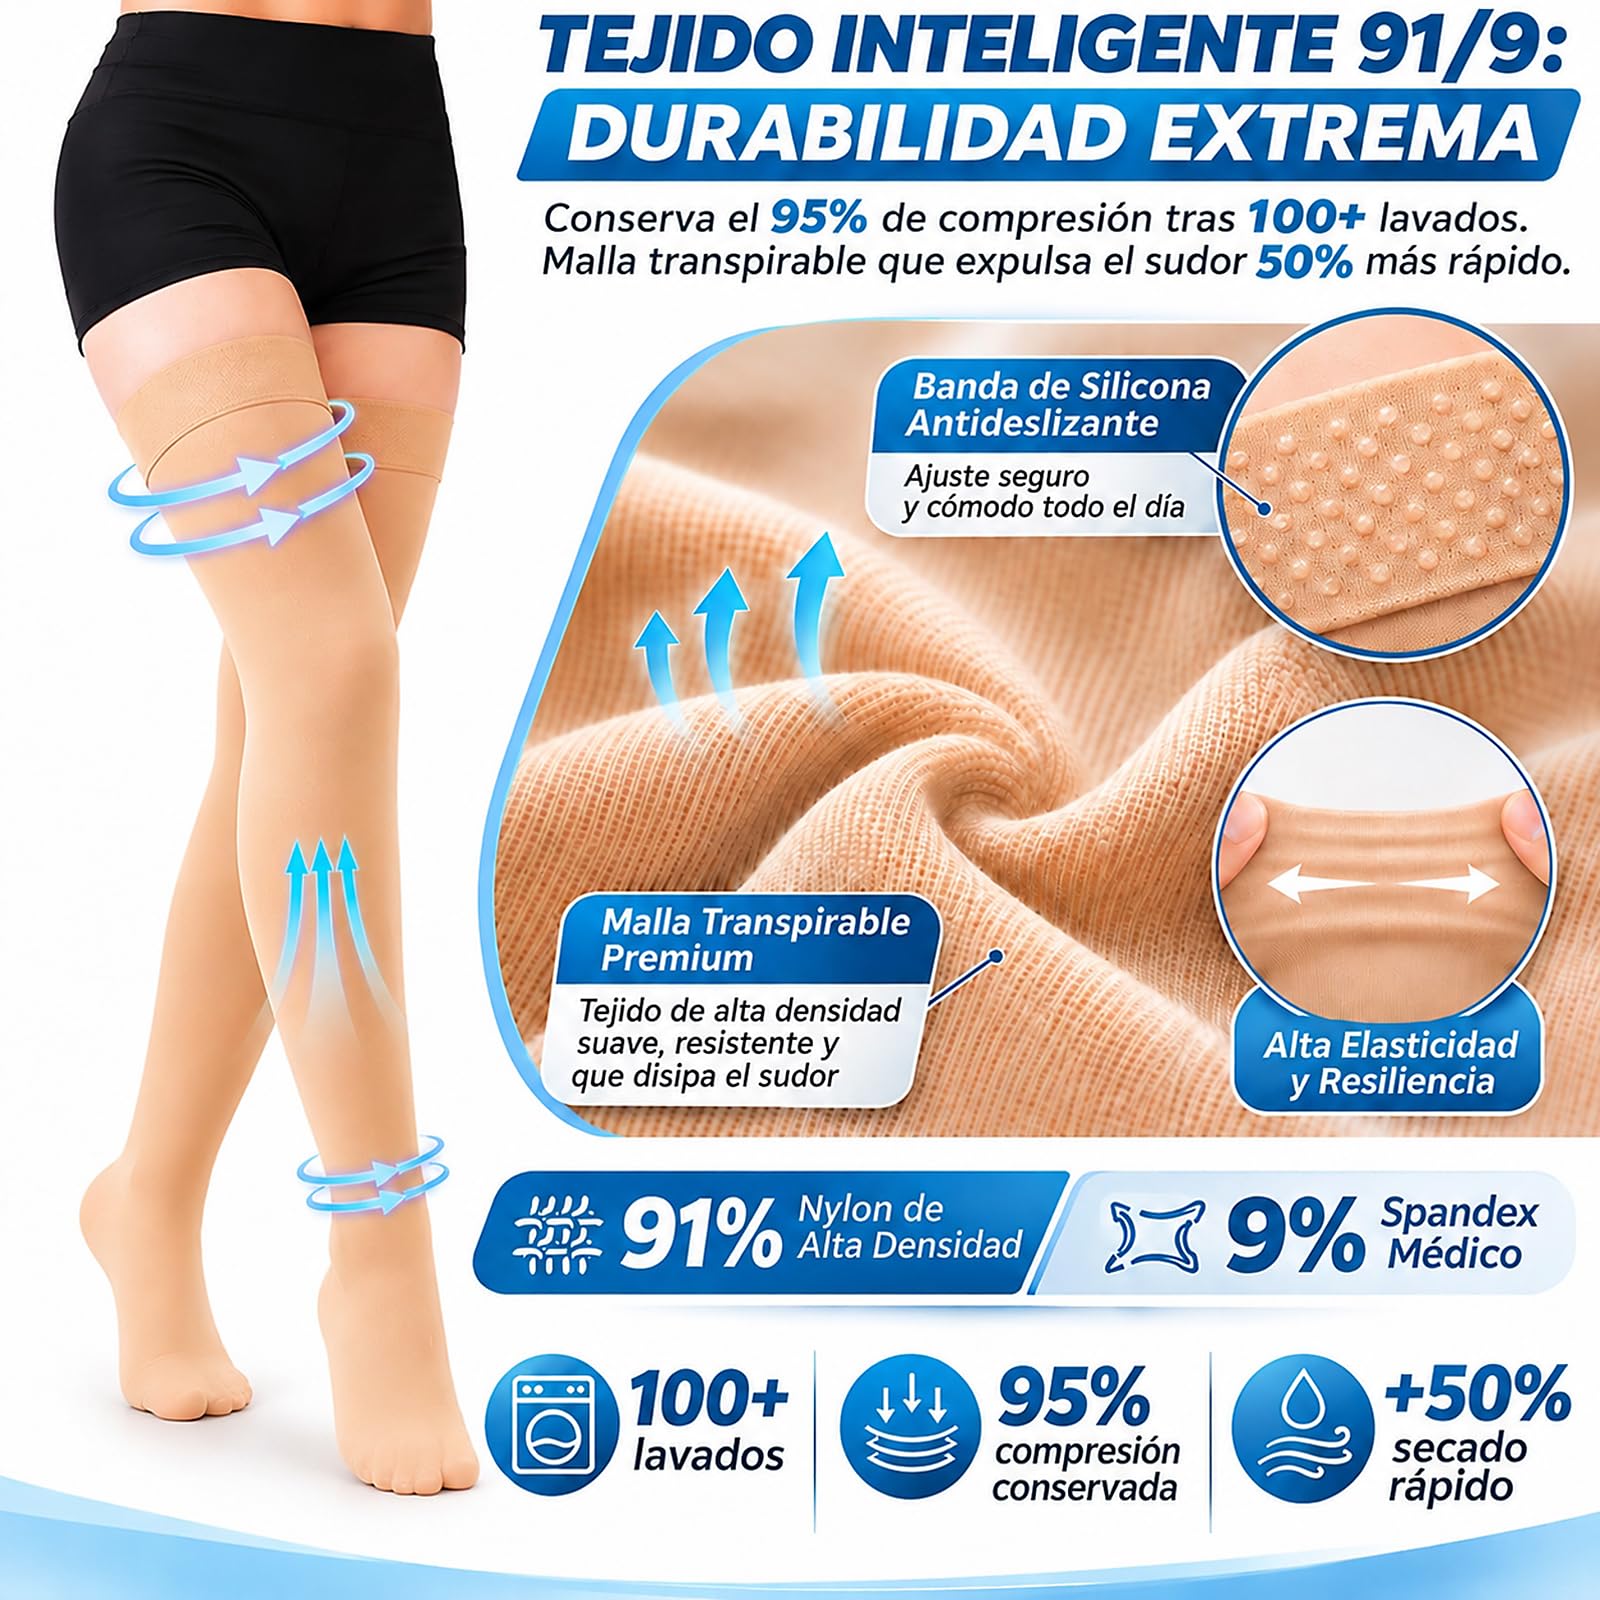 TEJIDO INTELIGENTE 91/9:
DURABILIDAD EXTREMA
Conserva el 95% de compresión tras 100+ lavados.
Malla transpirable que expulsa el sudor 50% más rápido.
Banda de Silicona
Antideslizante
Ajuste seguro
y cómodo todo el día
Malla Transpirable
Premium
Tejido de alta densidad
suave, resistente y
que disipa el sudor
Alta Elasticidad
y Resiliencia
91% Nylon de
Alta Densidad
9% Spandex
Médico
100+
lavados
95%
compresión
conservada
+50%
secado
rápido